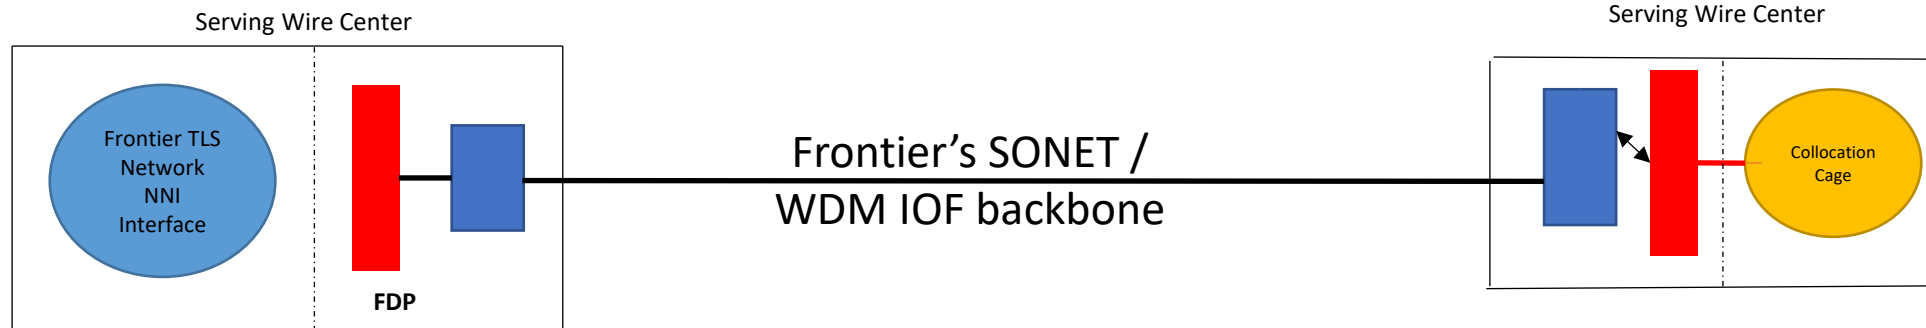 Serving Wire Center
Serving Wire Center
Frontier TLS
Network
NNI
Interface
FDP
Frontier’s SONET /
WDM IOF backbone
Collocation
Cage